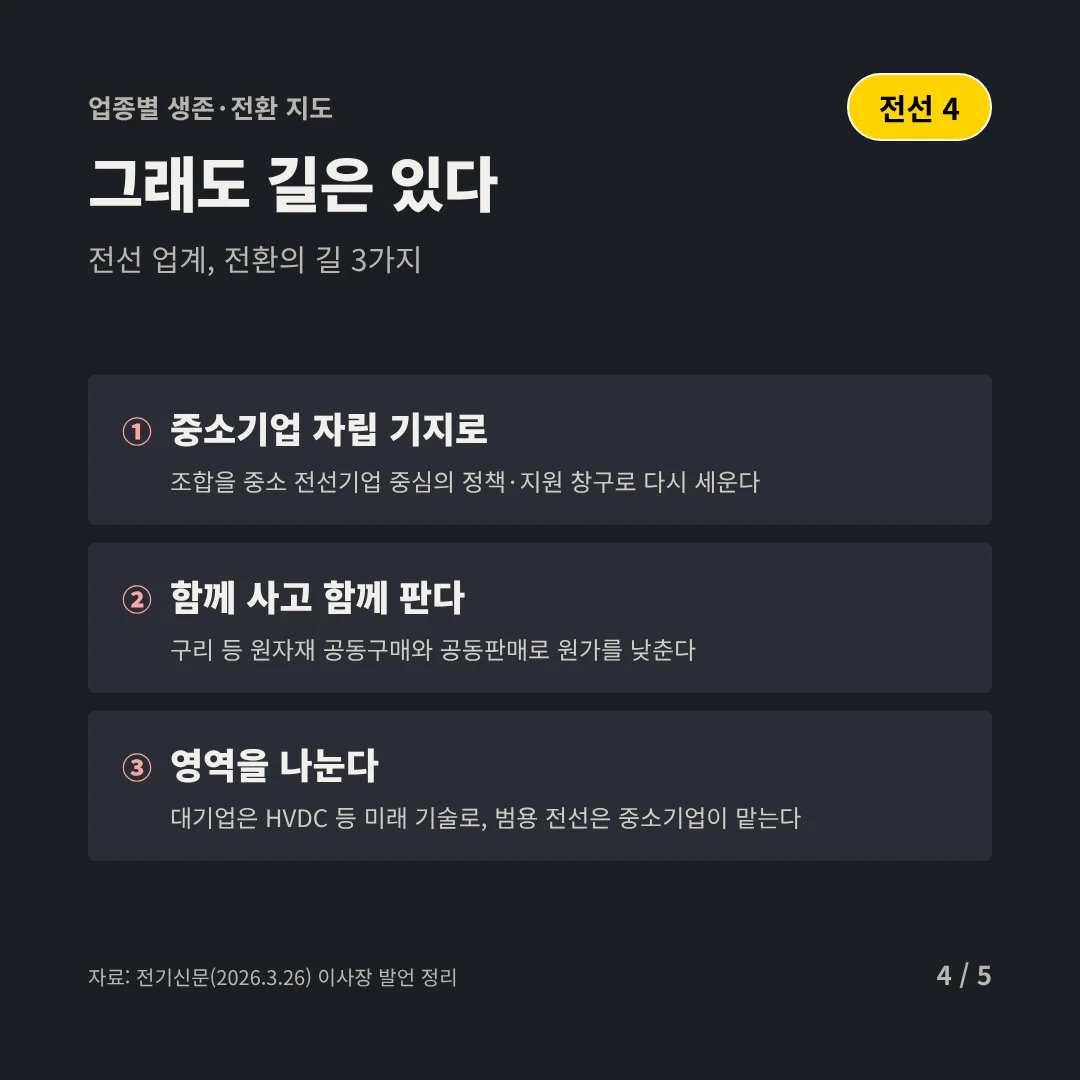 업종별 생존·전환 지도
전선 4
그래도 길은 있다
전선 업계, 전환의 길 3가지
① 중소기업 자립 기지로
조합을 중소 전선기업 중심의 정책·지원 창구로 다시 세운다
② 함께 사고 함께 판다
구리 등 원자재 공동구매와 공동판매로 원가를 낮춘다
③ 영역을 나눈다
대기업은 HVDC 등 미래 기술로, 범용 전선은 중소기업이 맡는다
자료: 전기신문(2026.3.26) 이사장 발언 정리
4 / 5